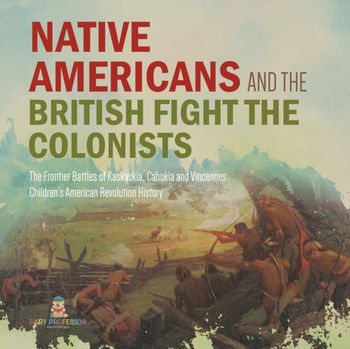 NATIVE
AMERICANS AND THE
BRITISH FIGHT THE
COLONISTS
The Frontier Battles of Kaskaskia, Cahokia and Vincennes
Children's American Revolution History
BABY PROFESSOR